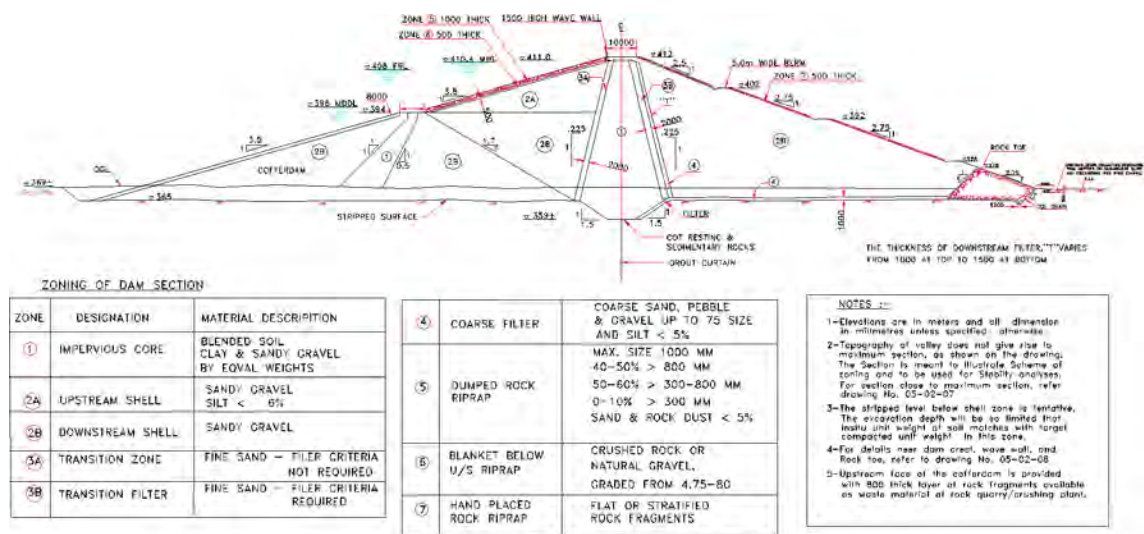 ZONE ⑤ 1000 THICK
1500 HIGH WAVE WALL
ZONE ⑥ 500 THICK
10000
408 FRL
410.4 MWL
411.0
412
2.5
5.0m WIDE BERM
400
ZONE ⑦ 500 THICK
2.75
392
2.75
396 MDDL
8000
394
3.5
2A
3A
3B
2000
.225
.225
2000
2B
COFFERDAM
1
2B
2B
1
2B
ROCK TOE
4
OGL
365
STRIPPED SURFACE
1.5
1.5
FILTER
1000
COT RESTING &
SEDIMENTARY ROCKS
GROUT CURTAIN
THE THICKNESS OF DOWNSTREAM FILTER,"T"VARIES
FROM 1000 AT TOP TO 1500 AT BOTTOM
ZONING OF DAM SECTION
ZONE DESIGNATION MATERIAL DESCRIPITION
1 IMPERVIOUS CORE BLENDED SOIL
CLAY & SANDY GRAVEL
BY EQVAL WEIGHTS
2A UPSTREAM SHELL SANDY GRAVEL
SILT < 6%
2B DOWNSTREAM SHELL SANDY GRAVEL
3A TRANSITION ZONE FINE SAND – FILER CRITERIA
NOT REQUIRED
3B TRANSITION FILTER FINE SAND – FILER CRITERIA
REQUIRED
4 COARSE FILTER COARSE SAND, PEBBLE
& GRAVEL UP TO 75 SIZE
AND SILT < 5%
5 DUMPED ROCK
RIPRAP
MAX. SIZE 1000 MM
40-50% > 800 MM
50-60% > 300-800 MM
0-10% > 300 MM
SAND & ROCK DUST < 5%
6 BLANKET BELOW
U/S RIPRAP
CRUSHED ROCK OR
NATURAL GRAVEL,
GRADED FROM 4.75-80
7 HAND PLACED
ROCK RIPRAP
FLAT OR STRATIFIED
ROCK FRAGMENTS
NOTES :-
1-Elevations are in meters and all dimension
in milimetres unless specified otherwise.
2-Topography of valley does not give rise to
maximum section, as shown on the drawing.
The Section is meant to illustrate Scheme of
zoning and to be used for Stability analyses.
For section close to maximum section, refer
drawing No. 05-02-07
3-The stripped level below shell zone is tentative.
The excavation depth will be so limited that
insitu unit weight of soil matches with target
compacted unit weight in this zone.
4-For details near dam crest, wave wall, and
Rock toe, refer to drawing No. 05-02-08
5-Upstream face of the cofferdam is provided
with 800 thick layer of rock fragments available
as waste material at rock quarry/crushing plant.